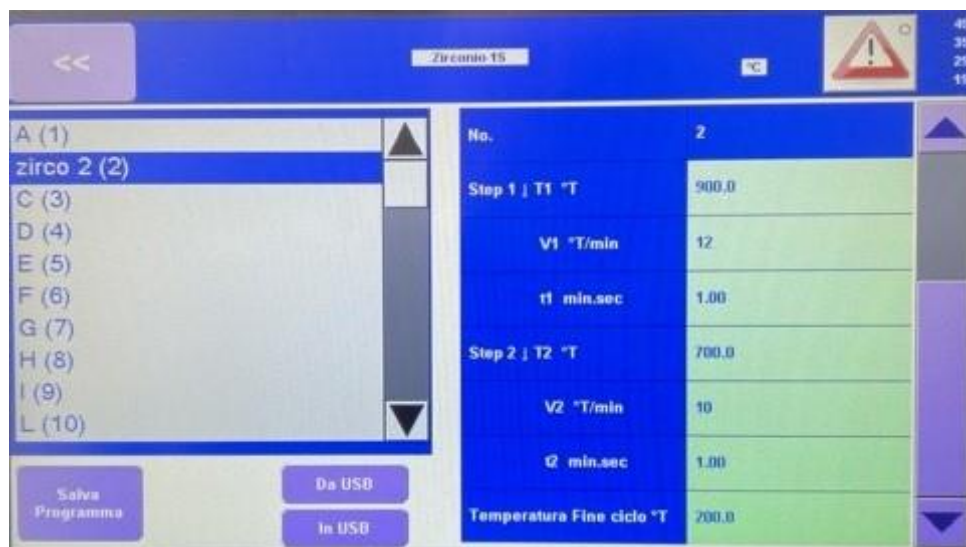 <<
Zirconio 1S
°C
A (1)
zirco 2 (2)
C (3)
D (4)
E (5)
F (6)
G (7)
H (8)
I (9)
L (10)
Salva
Programma
Da USB
In USB
No. 2
Step 1 ↓ T1 °T 900.0
V1 °T/min 12
t1 min.sec 1.00
Step 2 ↓ T2 °T 700.0
V2 °T/min 10
t2 min.sec 1.00
Temperatura Fine ciclo °T 200.0